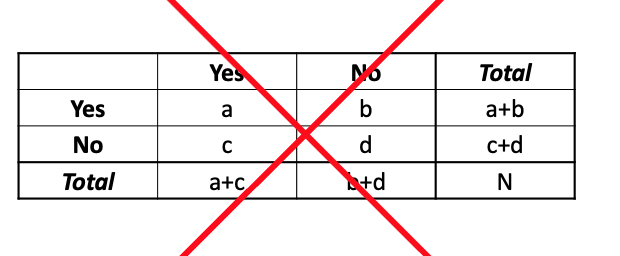 Yes No Total
Yes a b a+b
No c d c+d
Total a+c b+d N